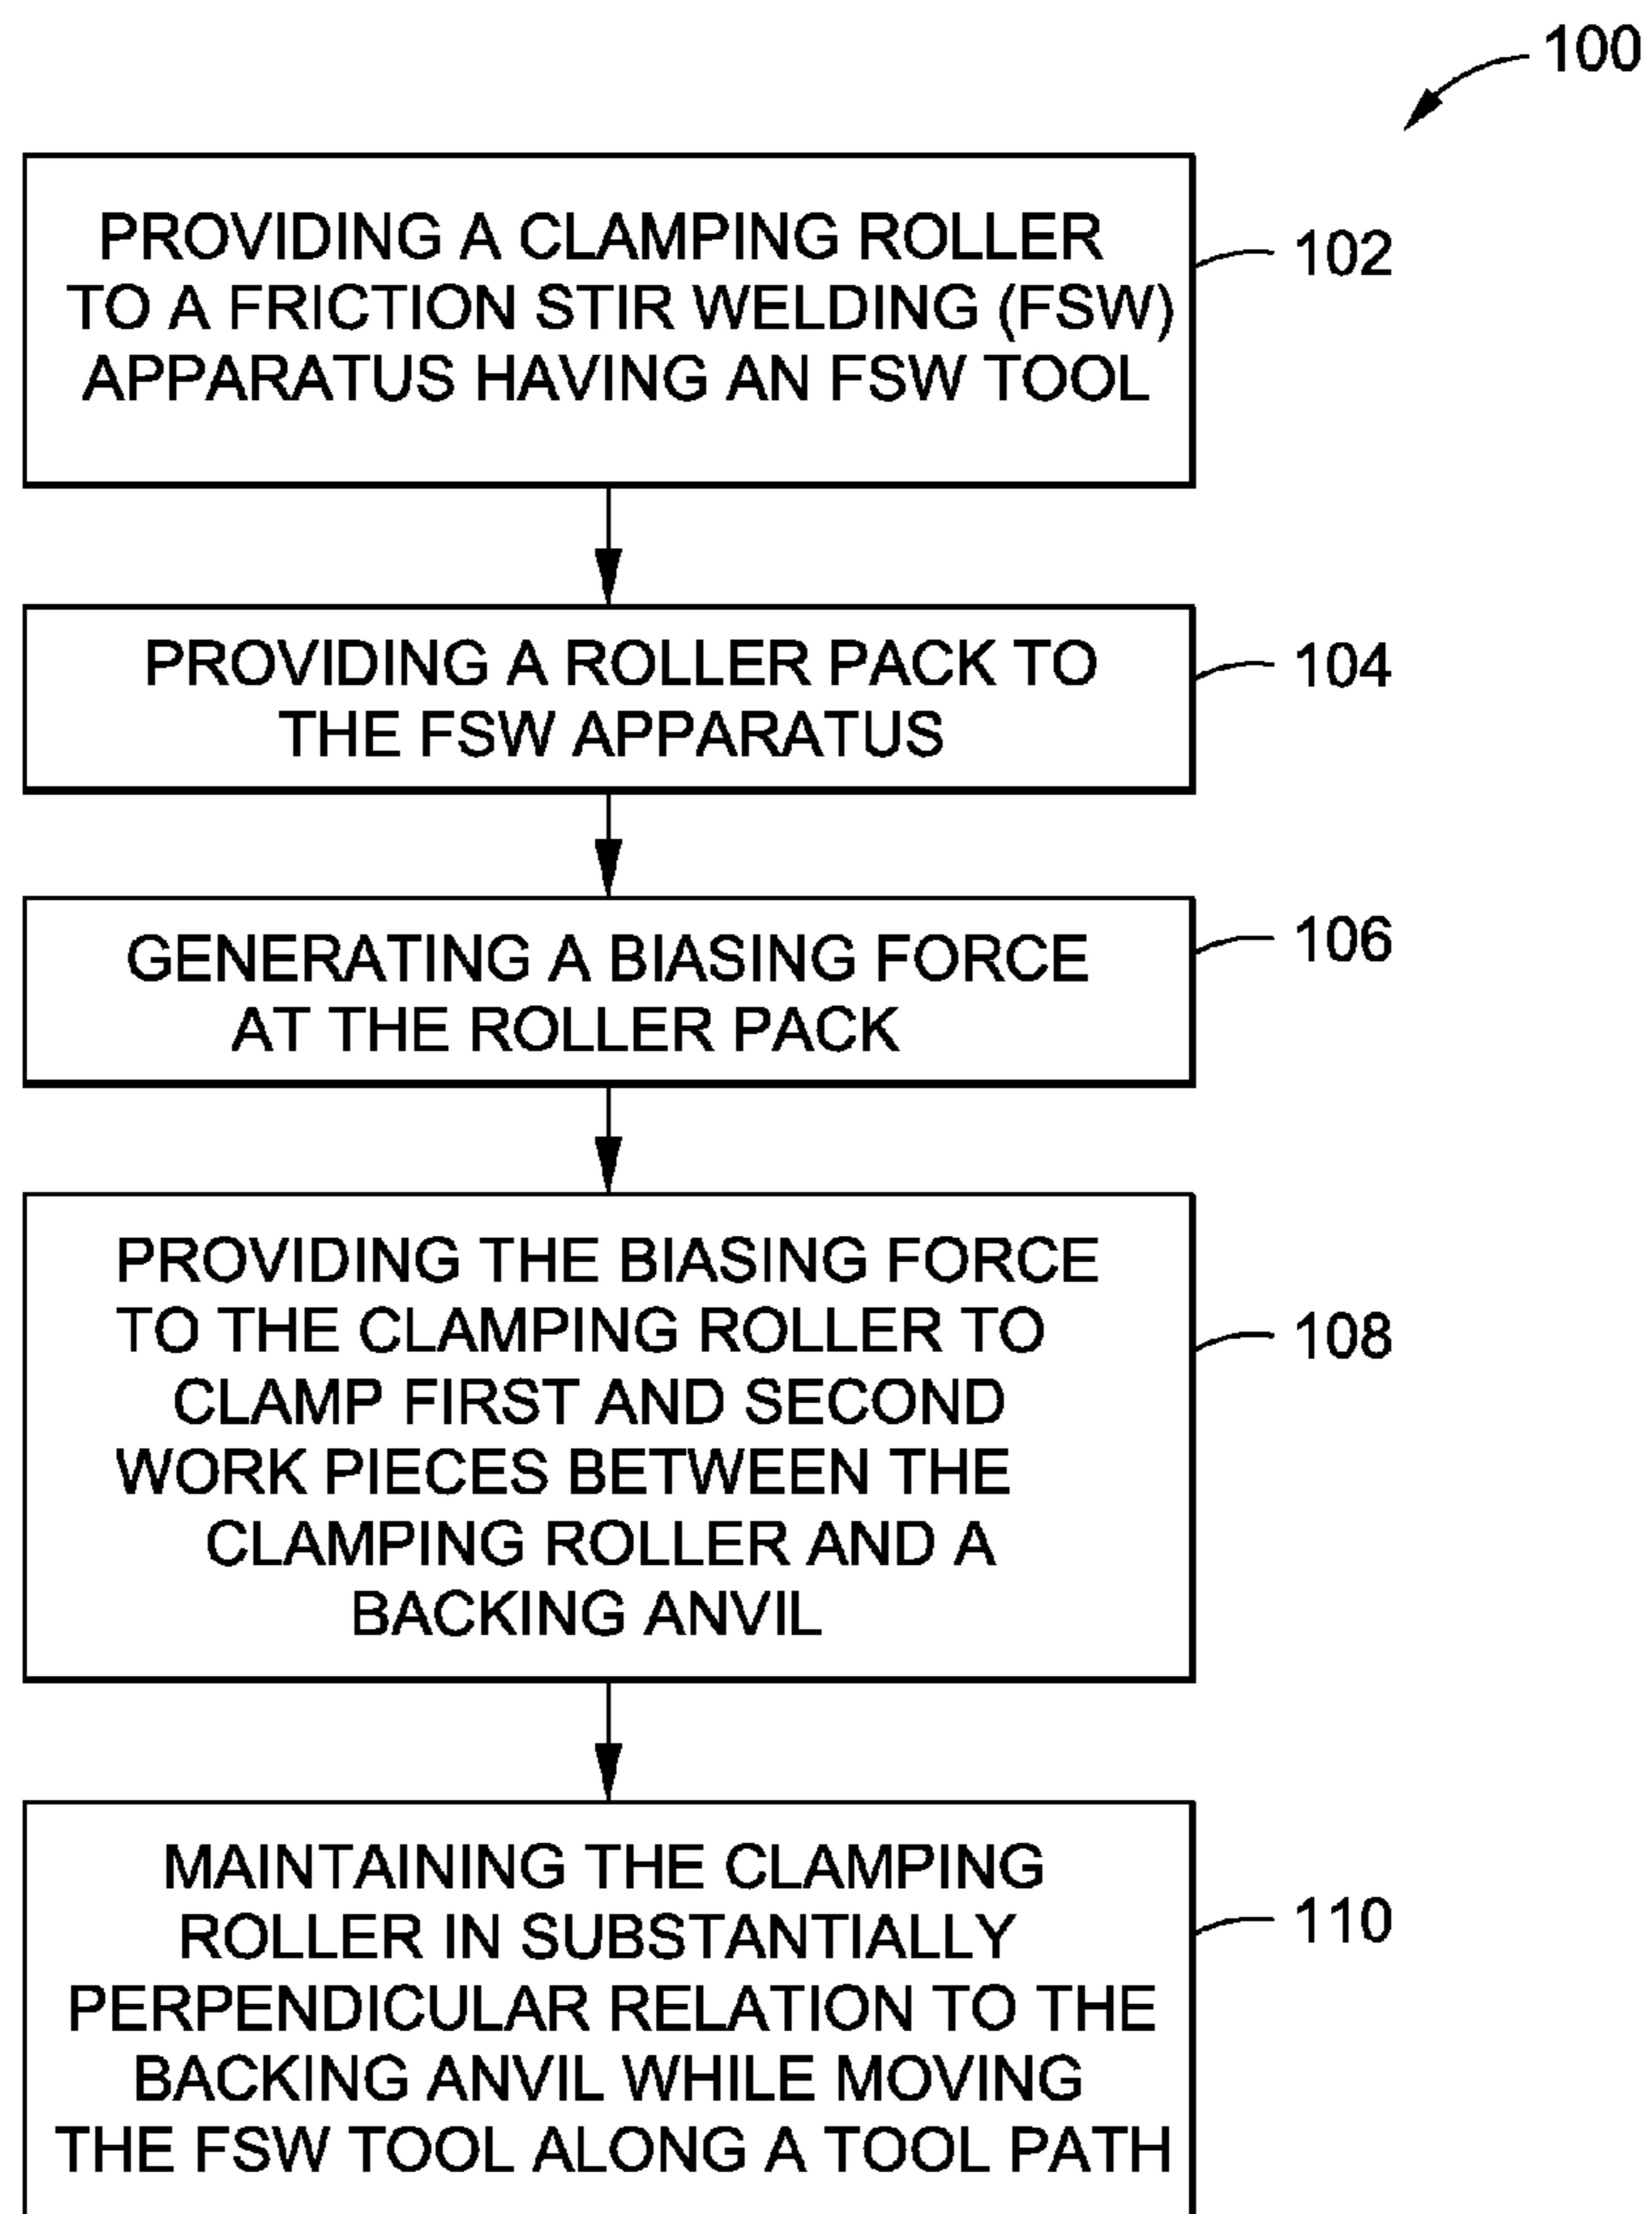 100
PROVIDING A CLAMPING ROLLER
TO A FRICTION STIR WELDING (FSW)
APPARATUS HAVING AN FSW TOOL
102
PROVIDING A ROLLER PACK TO
THE FSW APPARATUS
104
GENERATING A BIASING FORCE
AT THE ROLLER PACK
106
PROVIDING THE BIASING FORCE
TO THE CLAMPING ROLLER TO
CLAMP FIRST AND SECOND
WORK PIECES BETWEEN THE
CLAMPING ROLLER AND A
BACKING ANVIL
108
MAINTAINING THE CLAMPING
ROLLER IN SUBSTANTIALLY
PERPENDICULAR RELATION TO THE
BACKING ANVIL WHILE MOVING
THE FSW TOOL ALONG A TOOL PATH
110